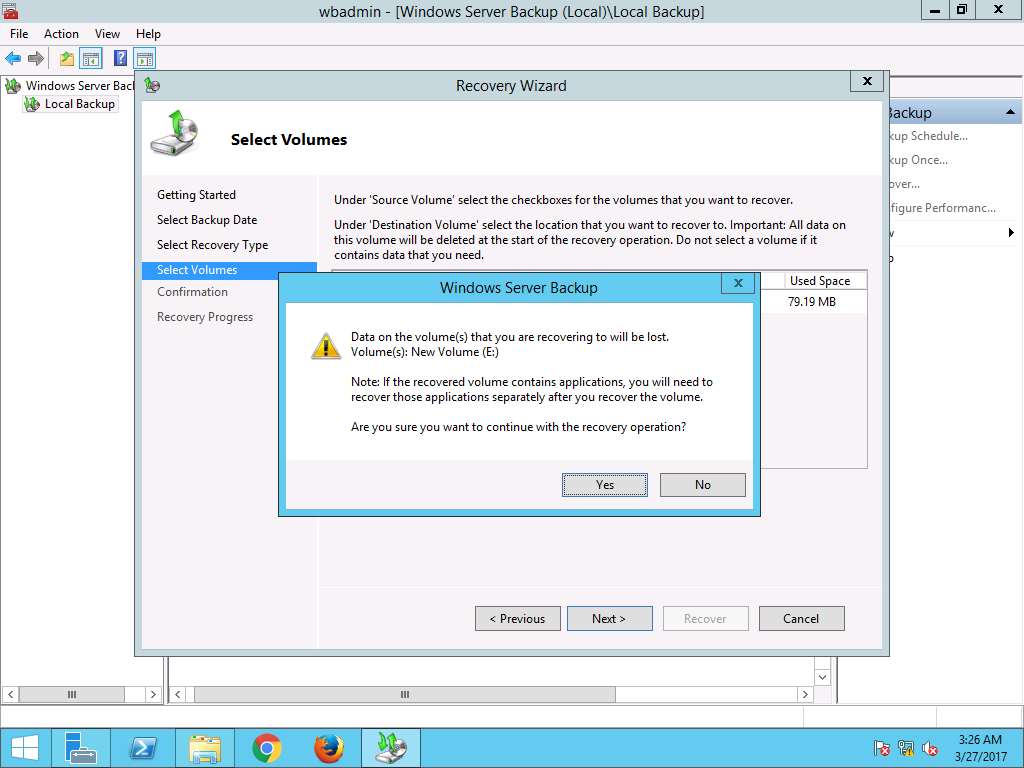 wbadmin - [Windows Server Backup (Local)\Local Backup]
File Action View Help
Windows Server Bac
Local Backup
Recovery Wizard
Select Volumes
Getting Started
Select Backup Date
Select Recovery Type
Select Volumes
Confirmation
Recovery Progress
Under 'Source Volume' select the checkboxes for the volumes that you want to recover.
Under 'Destination Volume' select the location that you want to recover to. Important: All data on
this volume will be deleted at the start of the recovery operation. Do not select a volume if it
contains data that you need.
Used Space
79.19 MB
Windows Server Backup
Data on the volume(s) that you are recovering to will be lost.
Volume(s): New Volume (E:)
Note: If the recovered volume contains applications, you will need to
recover those applications separately after you recover the volume.
Are you sure you want to continue with the recovery operation?
Yes No
< Previous Next > Recover Cancel
Backup
kup Schedule...
kup Once...
over...
figure Performanc...
3:26 AM
3/27/2017